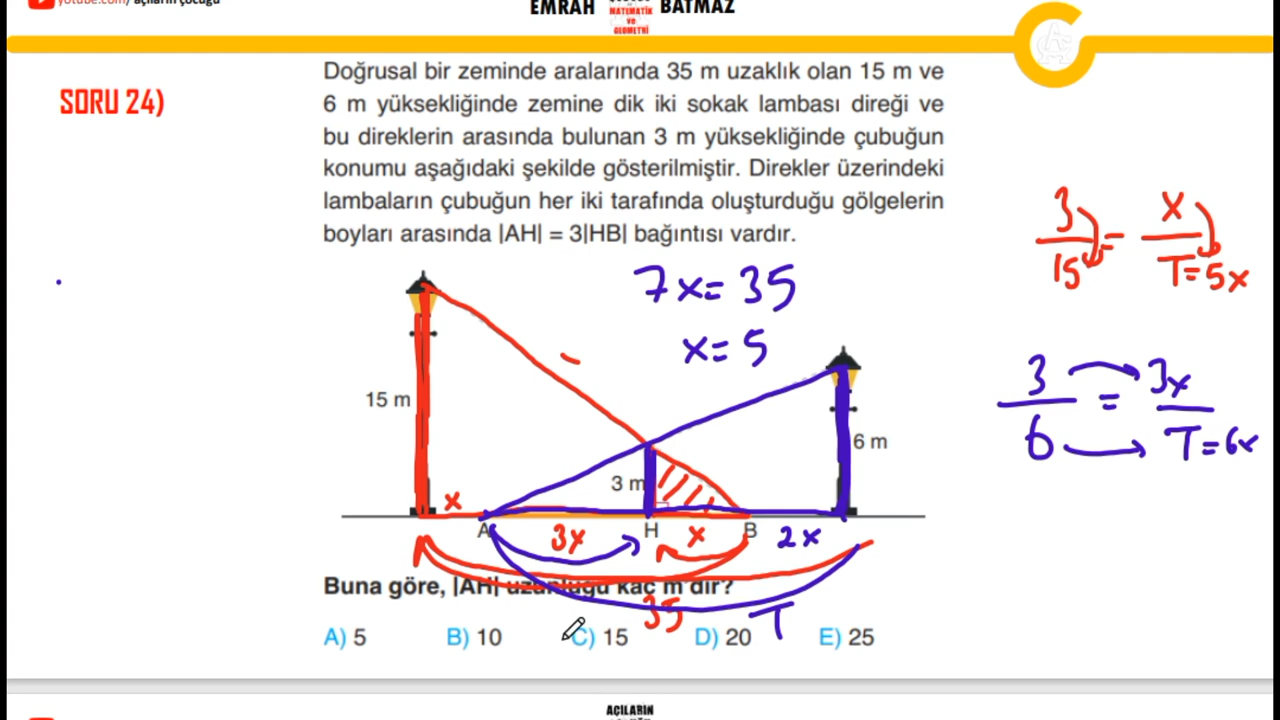 yotube.com/ açıların çocuğu
EMRAH
MATEMATİK
ve
GEOMETRİ
BATMAZ
SORU 24)
Doğrusal bir zeminde aralarında 35 m uzaklık olan 15 m ve
6 m yüksekliğinde zemine dik iki sokak lambası direği ve
bu direklerin arasında bulunan 3 m yüksekliğinde çubuğun
konumu aşağıdaki şekilde gösterilmiştir. Direkler üzerindeki
lambaların çubuğun her iki tarafında oluşturduğu gölgelerin
boyları arasında |AH| = 3|HB| bağıntısı vardır.
3/15 = x/T=5x
7x=35
x=5
3/6 = 3x/T=6x
15 m
6 m
3 m
x
A
H
B
3x
x
2x
Buna göre, |AH| uzunluğu kaç m dir?
35
T
A) 5
B) 10
C) 15
D) 20
E) 25
AÇILARIN